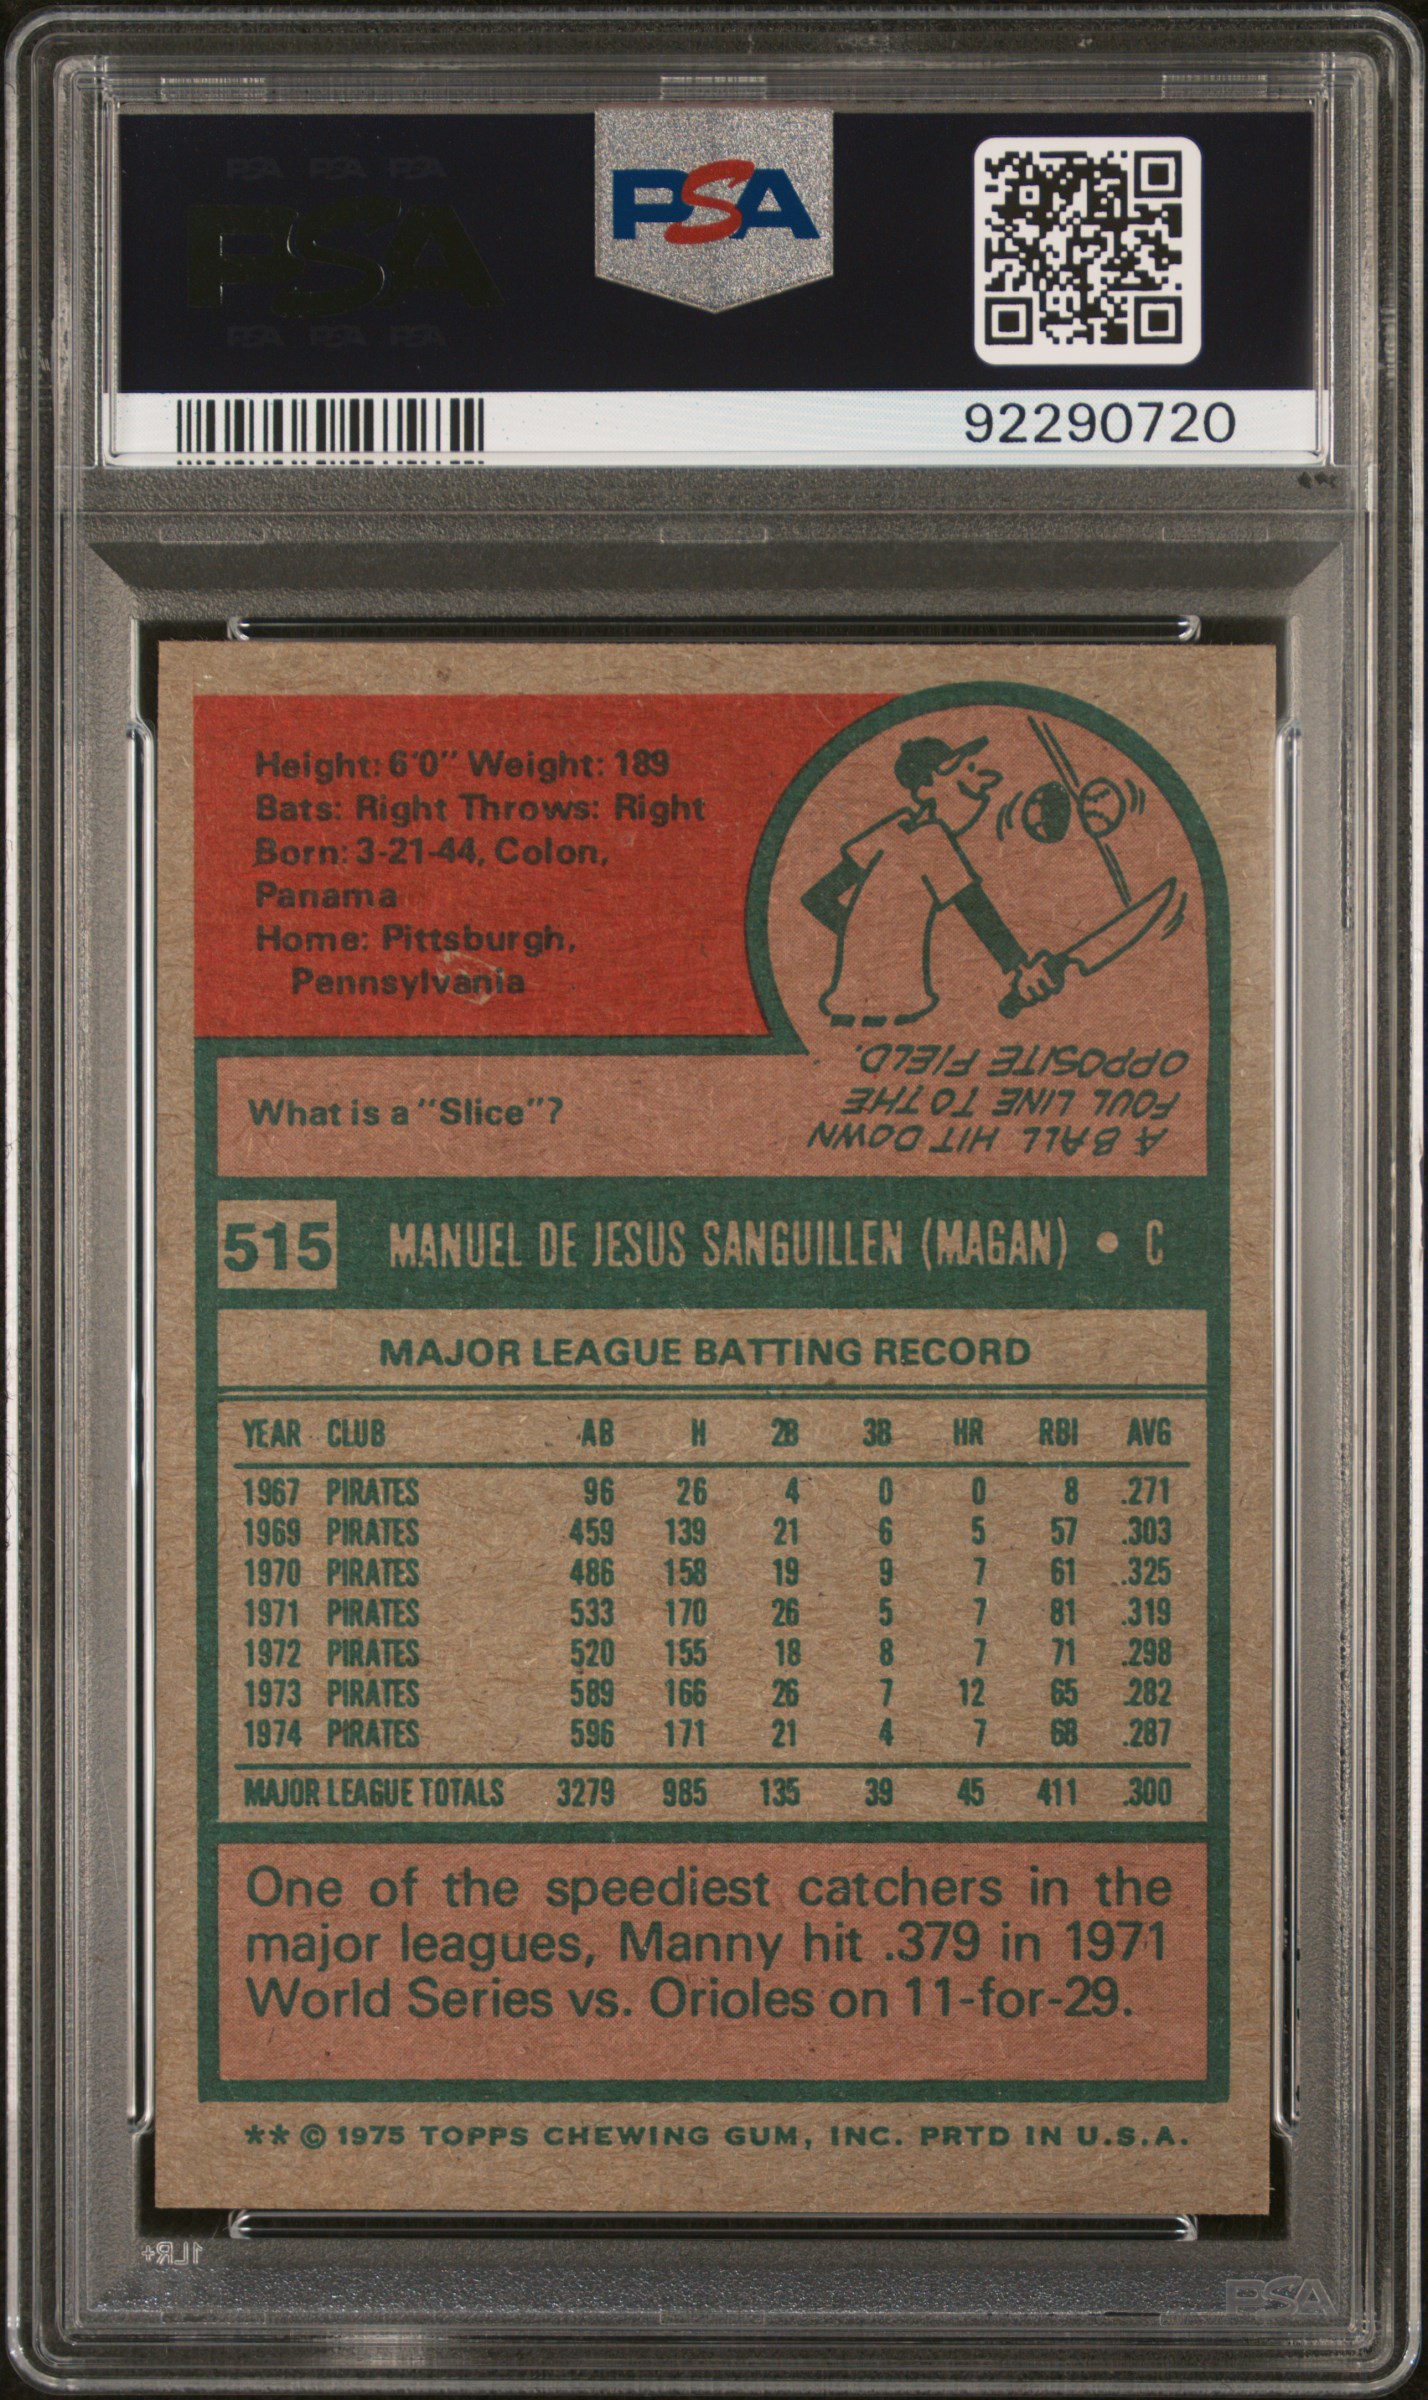 PSA PSA PSA
PSA
PSA PSA PSA
PSA
92290720
Height: 6'0" Weight: 189
Bats: Right Throws: Right
Born: 3-21-44, Colon,
Panama
Home: Pittsburgh,
Pennsylvania
What is a "Slice"?
A BALL HIT DOWN
FOUL LINE TO THE
OPPOSITE FIELD.
515 MANUEL DE JESUS SANGUILLEN (MAGAN) • C
MAJOR LEAGUE BATTING RECORD
YEAR CLUB AB H 2B 3B HR RBI AVG
1967 PIRATES 96 26 4 0 0 8 .271
1969 PIRATES 459 139 21 6 5 57 .303
1970 PIRATES 486 158 19 9 7 61 .325
1971 PIRATES 533 170 26 5 7 81 .319
1972 PIRATES 520 155 18 8 7 71 .298
1973 PIRATES 589 166 26 7 12 65 .282
1974 PIRATES 596 171 21 4 7 68 .287
MAJOR LEAGUE TOTALS 3279 985 135 39 45 411 .300
One of the speediest catchers in the
major leagues, Manny hit .379 in 1971
World Series vs. Orioles on 11-for-29.
** © 1975 TOPPS CHEWING GUM, INC. PRTD IN U.S.A.
1LR+
PSA